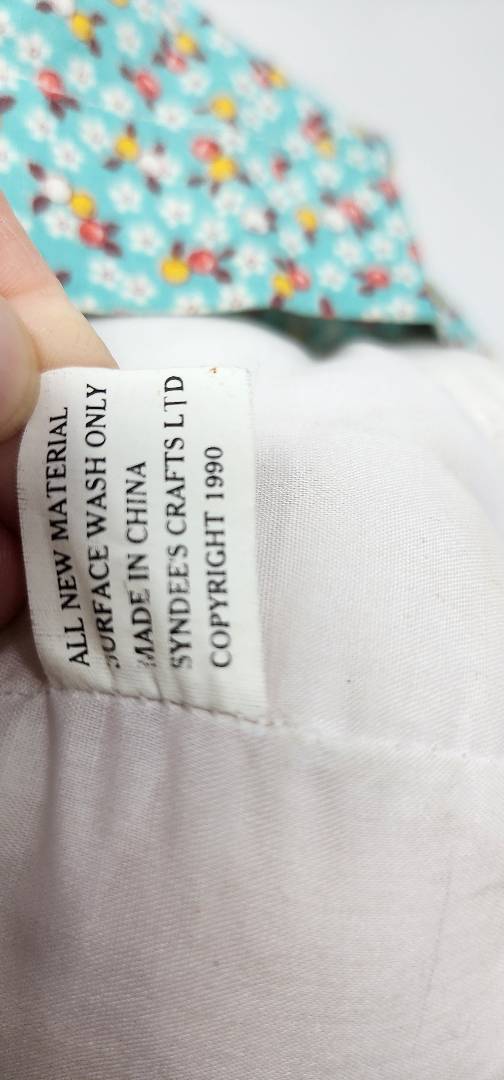 ALL NEW MATERIAL
SURFACE WASH ONLY
MADE IN CHINA
SYNDEE'S CRAFTS LTD
COPYRIGHT 1990